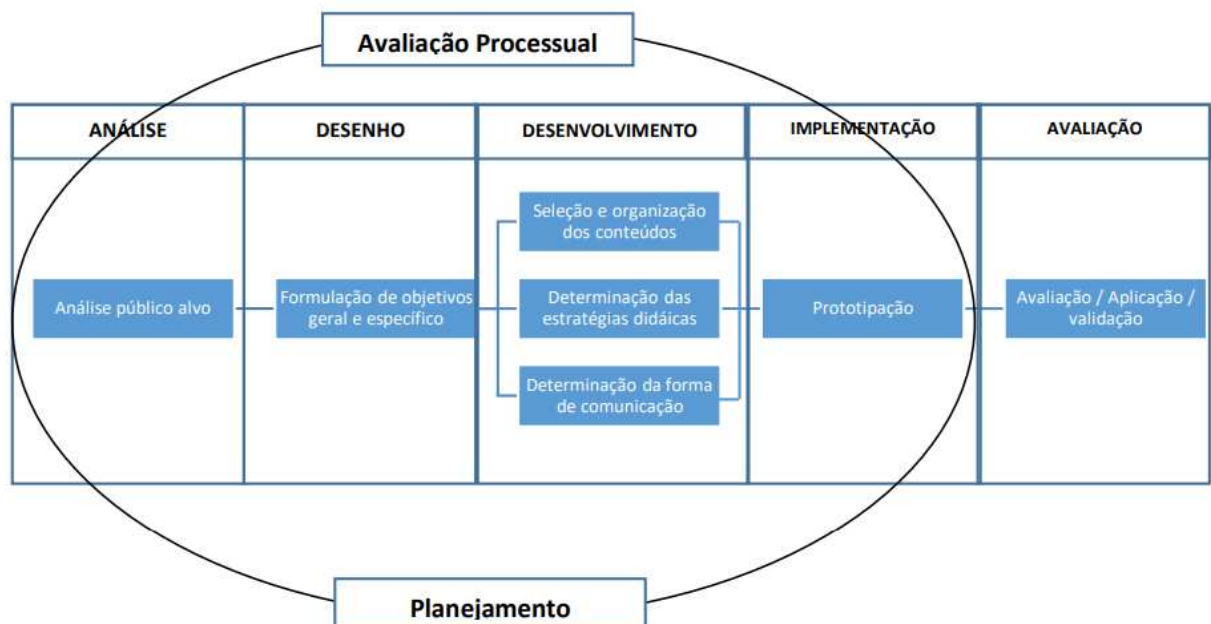 Avaliação Processual
ANÁLISE
DESENHO
DESENVOLVIMENTO
IMPLEMENTAÇÃO
AVALIAÇÃO
Análise público alvo
Formulação de objetivos
geral e específico
Seleção e organização
dos conteúdos
Determinação das
estratégias didáicas
Determinação da forma
de comunicação
Prototipação
Avaliação / Aplicação /
validação
Planejamento